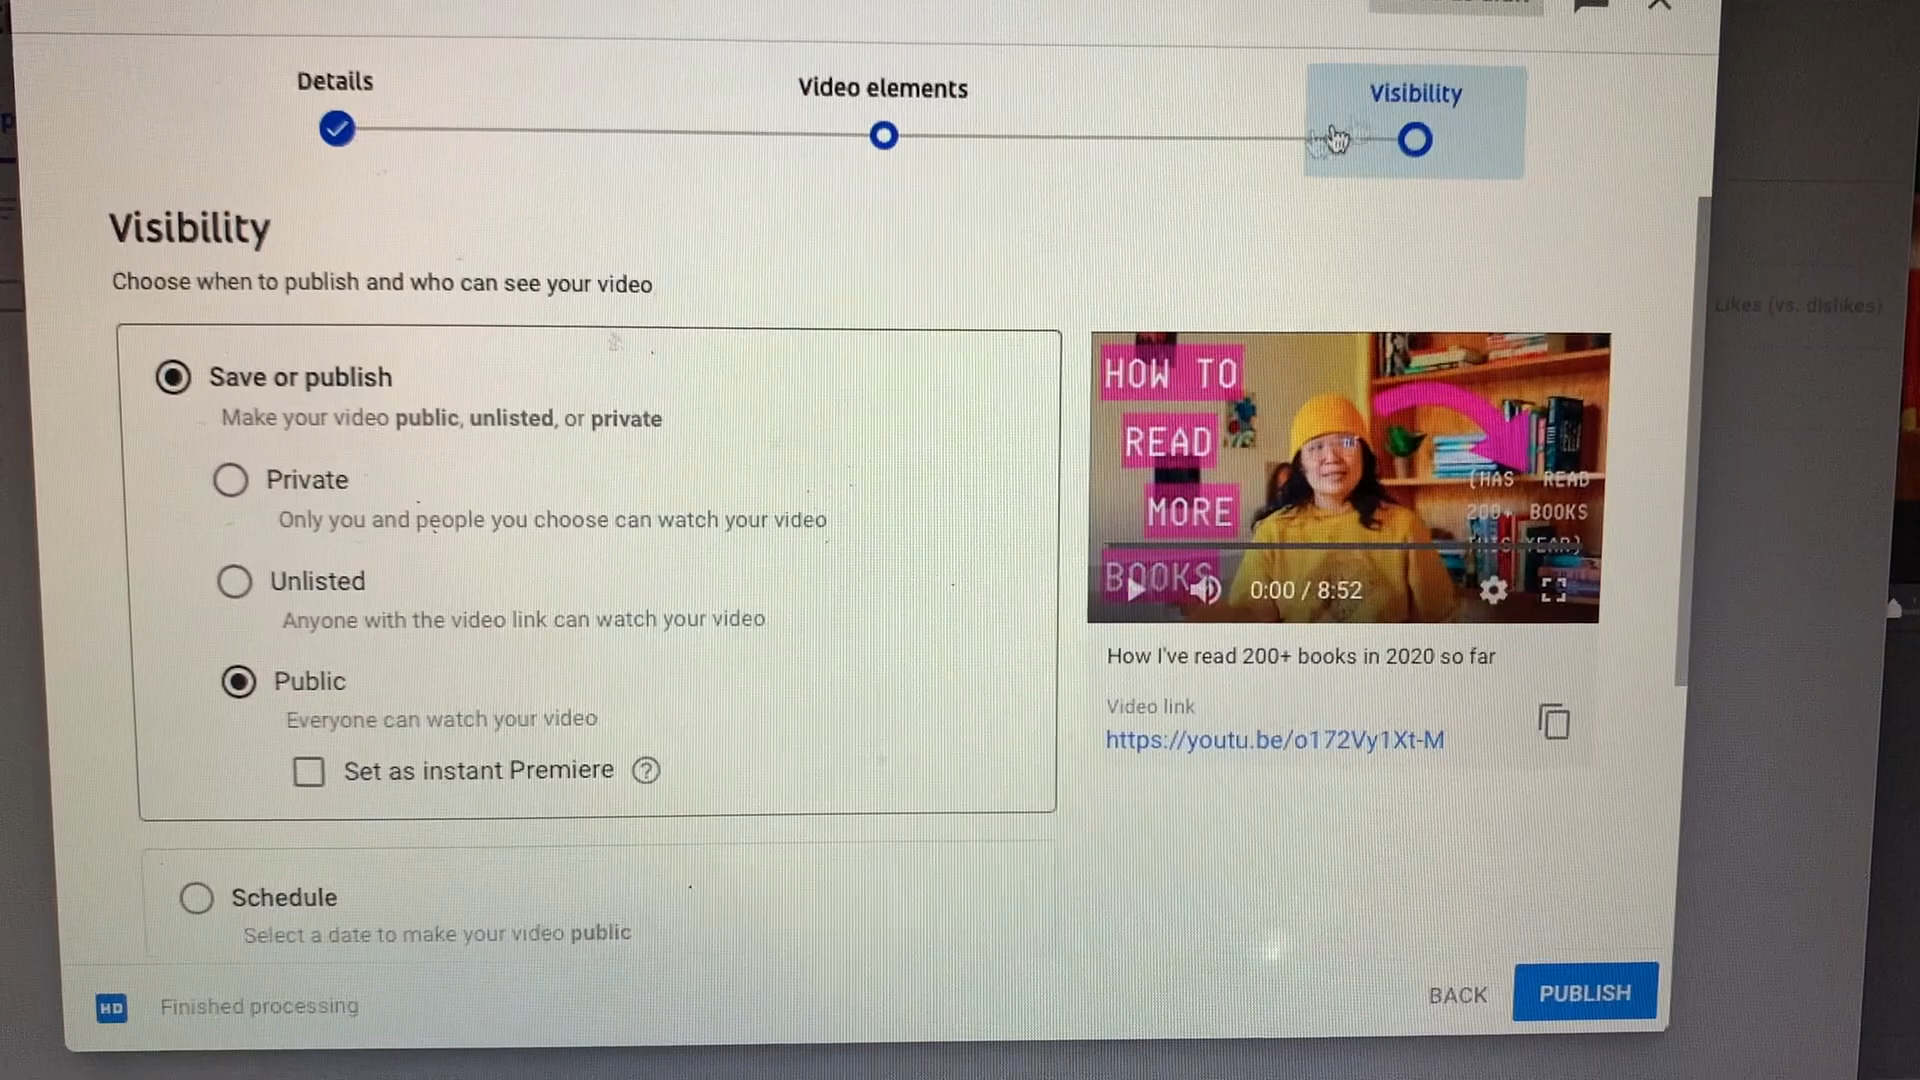 Details
Video elements
Visibility
Visibility
Choose when to publish and who can see your video
Likes (vs. dislikes)
Save or publish
Make your video public, unlisted, or private
Private
Only you and people you choose can watch your video
Unlisted
Anyone with the video link can watch your video
Public
Everyone can watch your video
Set as instant Premiere ?
HOW TO
READ
MORE
BOOKS
(HAS READ
200+ BOOKS
THIS YEAR)
0:00 / 8:52
How I've read 200+ books in 2020 so far
Video link
https://youtu.be/o172Vy1Xt-M
Schedule
Select a date to make your video public
HD Finished processing
BACK
PUBLISH